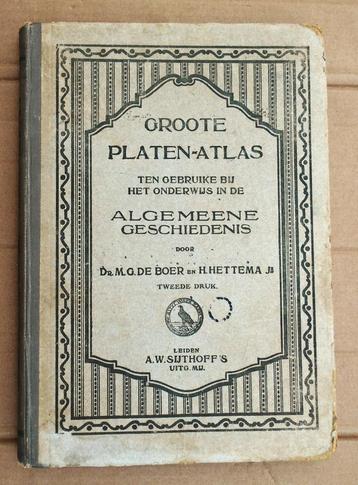 GROOTE
PLATEN-ATLAS
TEN GEBRUIKE BIJ
HET ONDERWIJS IN DE
ALGEMEENE
GESCHIEDENIS
DOOR
DR. M.G. DE BOER EN H. HETTEMA JR
TWEEDE DRUK.
LEIDEN
A.W. SIJTHOFF'S
UITG. MIJ.